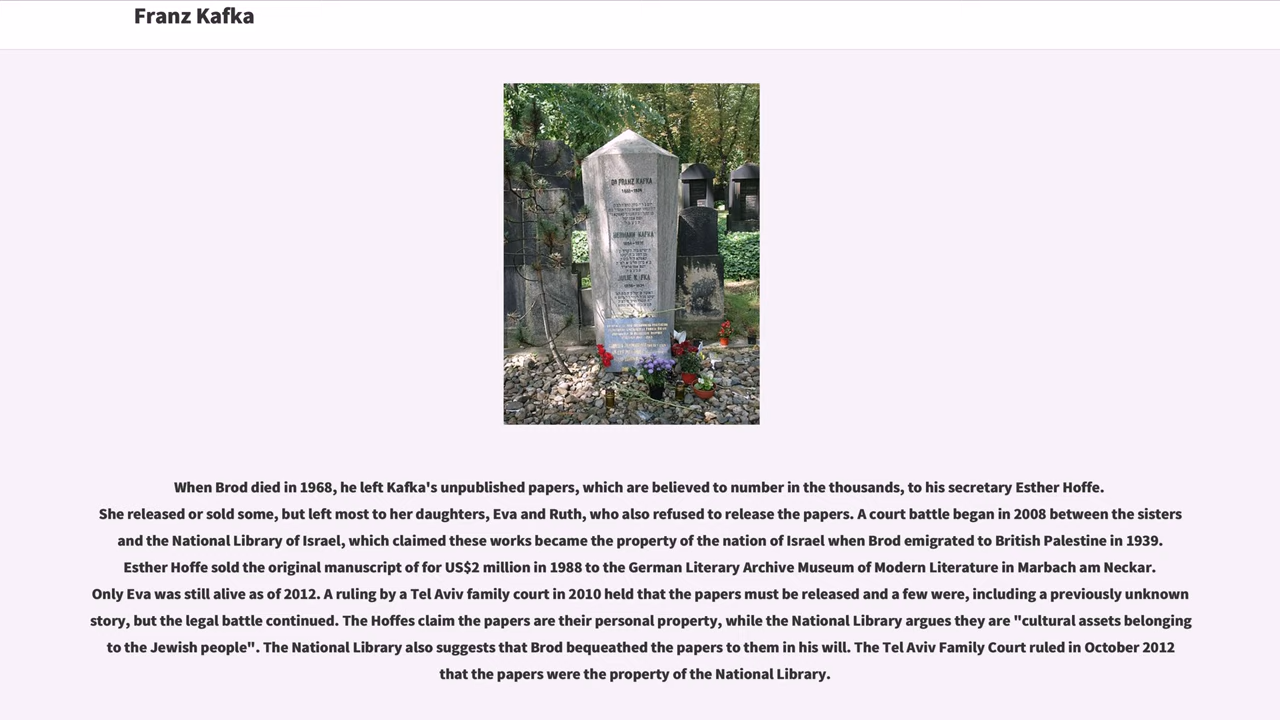 Franz Kafka
DR FRANZ KAFKA
1883-1924
HERMANN KAFKA
JULIE KAFKA
When Brod died in 1968, he left Kafka's unpublished papers, which are believed to number in the thousands, to his secretary Esther Hoffe.
She released or sold some, but left most to her daughters, Eva and Ruth, who also refused to release the papers. A court battle began in 2008 between the sisters
and the National Library of Israel, which claimed these works became the property of the nation of Israel when Brod emigrated to British Palestine in 1939.
Esther Hoffe sold the original manuscript of for US$2 million in 1988 to the German Literary Archive Museum of Modern Literature in Marbach am Neckar.
Only Eva was still alive as of 2012. A ruling by a Tel Aviv family court in 2010 held that the papers must be released and a few were, including a previously unknown
story, but the legal battle continued. The Hoffes claim the papers are their personal property, while the National Library argues they are "cultural assets belonging
to the Jewish people". The National Library also suggests that Brod bequeathed the papers to them in his will. The Tel Aviv Family Court ruled in October 2012
that the papers were the property of the National Library.